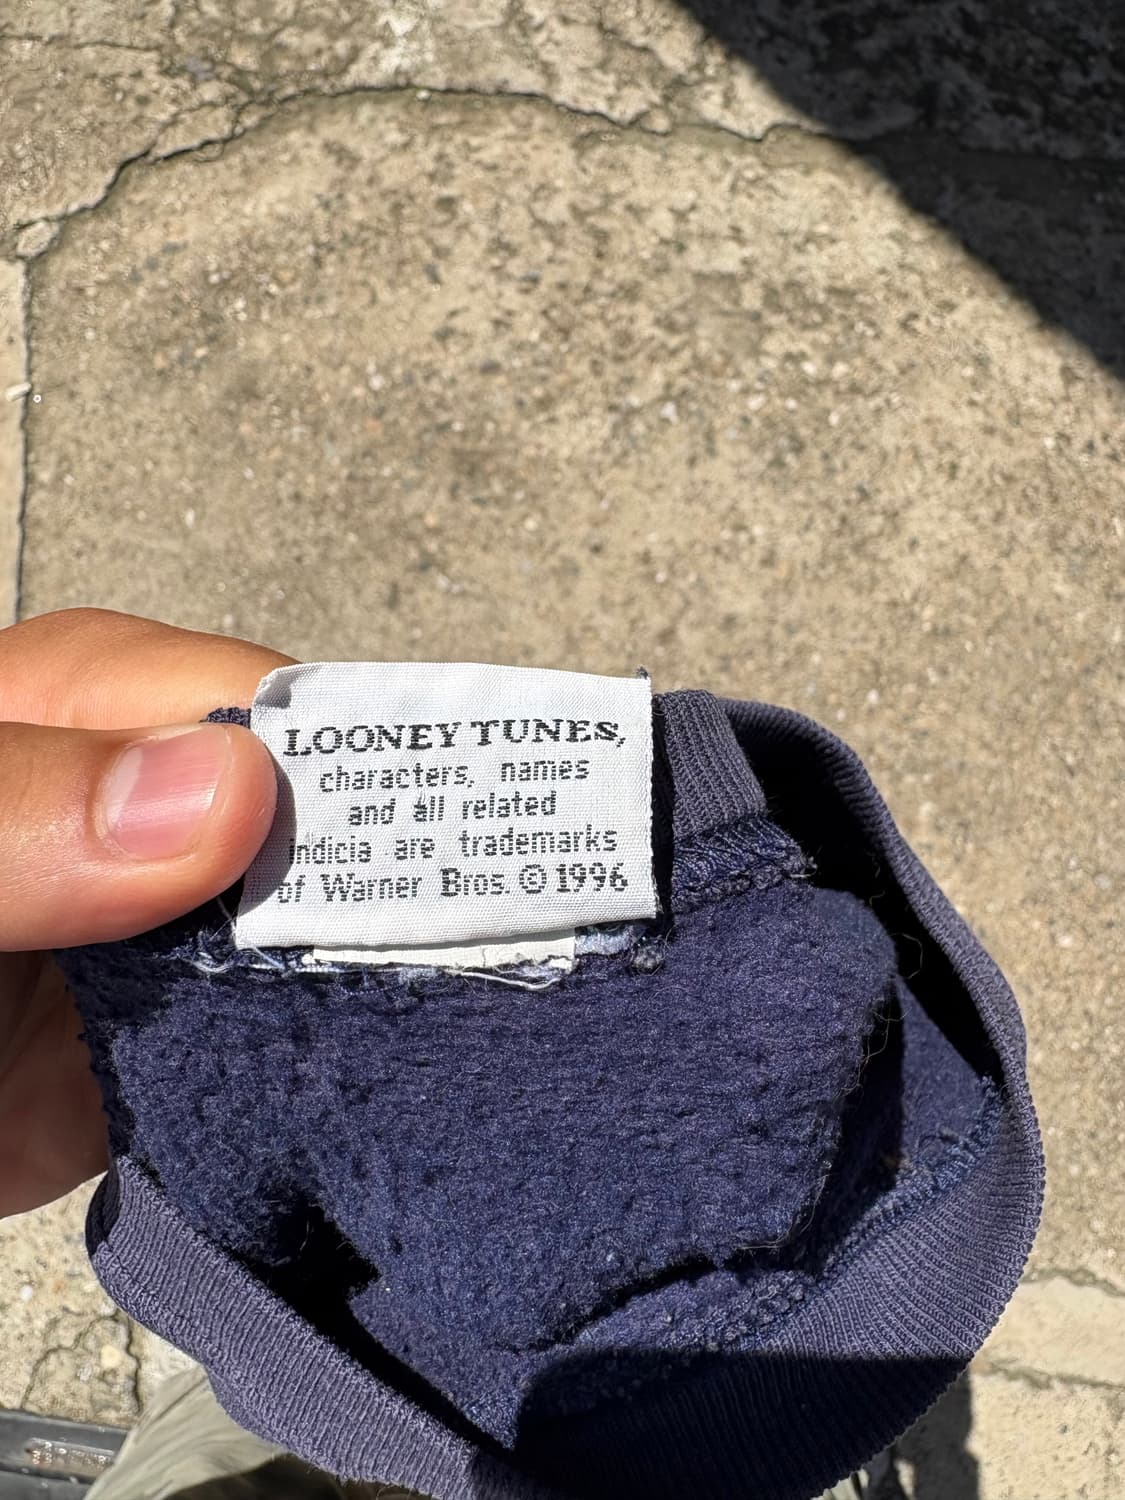 LOONEY TUNES,
characters, names
and all related
indicia are trademarks
of Warner Bros. © 1996